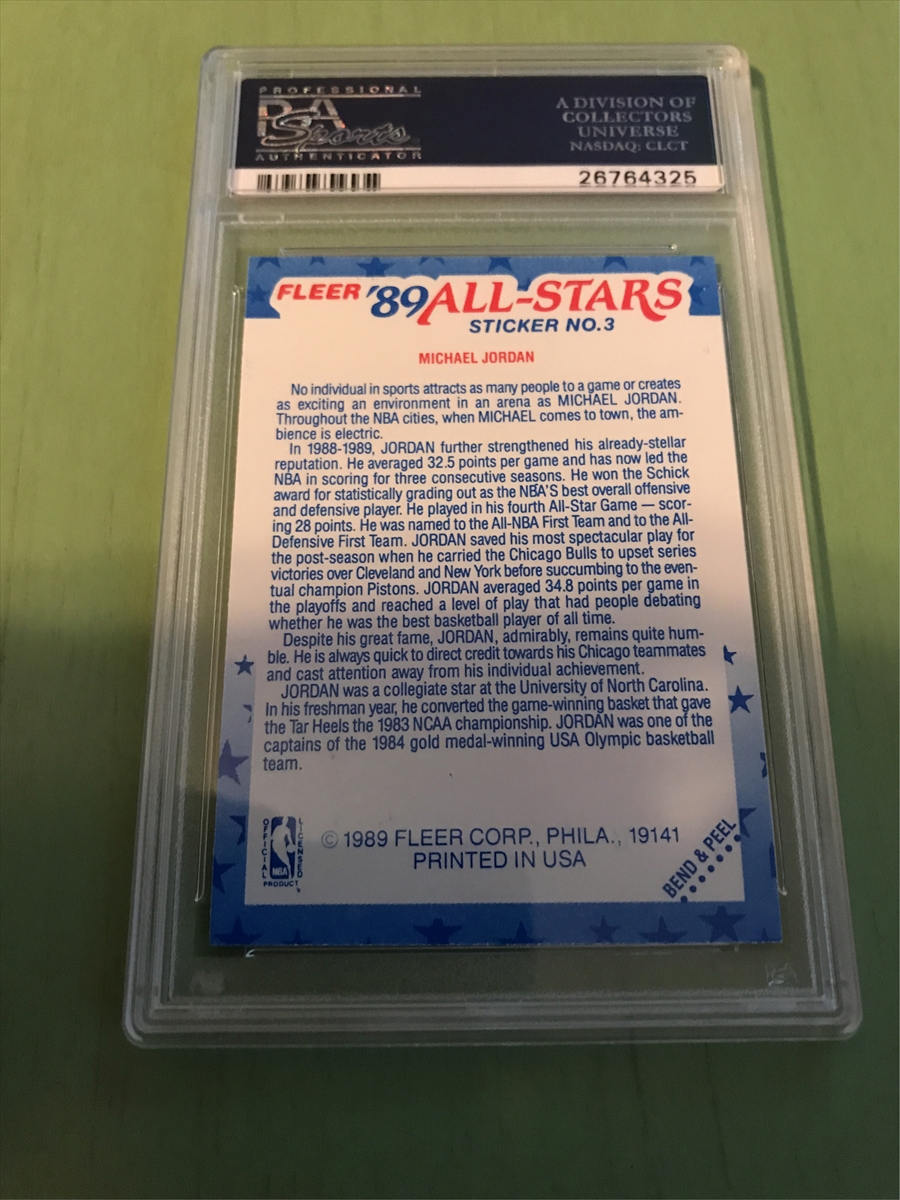 PROFESSIONAL
PSA
Sports
AUTHENTICATOR
A DIVISION OF
COLLECTORS
UNIVERSE
NASDAQ: CLCT
26764325
FLEER '89 ALL-STARS
STICKER NO.3
MICHAEL JORDAN
No individual in sports attracts as many people to a game or creates
as exciting an environment in an arena as MICHAEL JORDAN.
Throughout the NBA cities, when MICHAEL comes to town, the am-
bience is electric.
In 1988-1989, JORDAN further strengthened his already-stellar
reputation. He averaged 32.5 points per game and has now led the
NBA in scoring for three consecutive seasons. He won the Schick
award for statistically grading out as the NBA'S best overall offensive
and defensive player. He played in his fourth All-Star Game — scor-
ing 28 points. He was named to the All-NBA First Team and to the All-
Defensive First Team. JORDAN saved his most spectacular play for
the post-season when he carried the Chicago Bulls to upset series
victories over Cleveland and New York before succumbing to the even-
tual champion Pistons. JORDAN averaged 34.8 points per game in
the playoffs and reached a level of play that had people debating
whether he was the best basketball player of all time.
Despite his great fame, JORDAN, admirably, remains quite hum-
ble. He is always quick to direct credit towards his Chicago teammates
and cast attention away from his individual achievement.
JORDAN was a collegiate star at the University of North Carolina.
In his freshman year, he converted the game-winning basket that gave
the Tar Heels the 1983 NCAA championship. JORDAN was one of the
captains of the 1984 gold medal-winning USA Olympic basketball
team.
OFFICIAL LICENSED
NBA
PRODUCT
© 1989 FLEER CORP., PHILA., 19141
PRINTED IN USA
BEND & PEEL